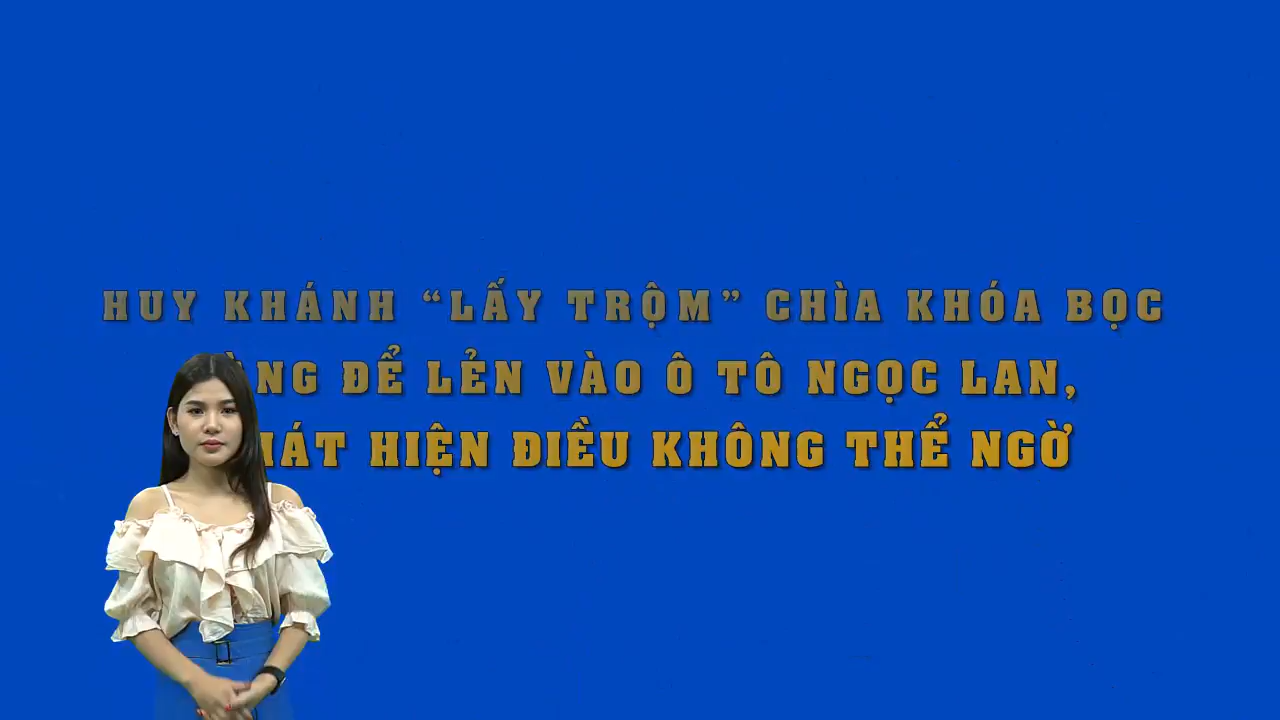 HUY KHÁNH “LẤY TRỘM” CHÌA KHÓA BỌC
ĐỂ LẺN VÀO Ô TÔ NGỌC LAN,
HIỆN ĐIỀU KHÔNG THỂ NGỜ